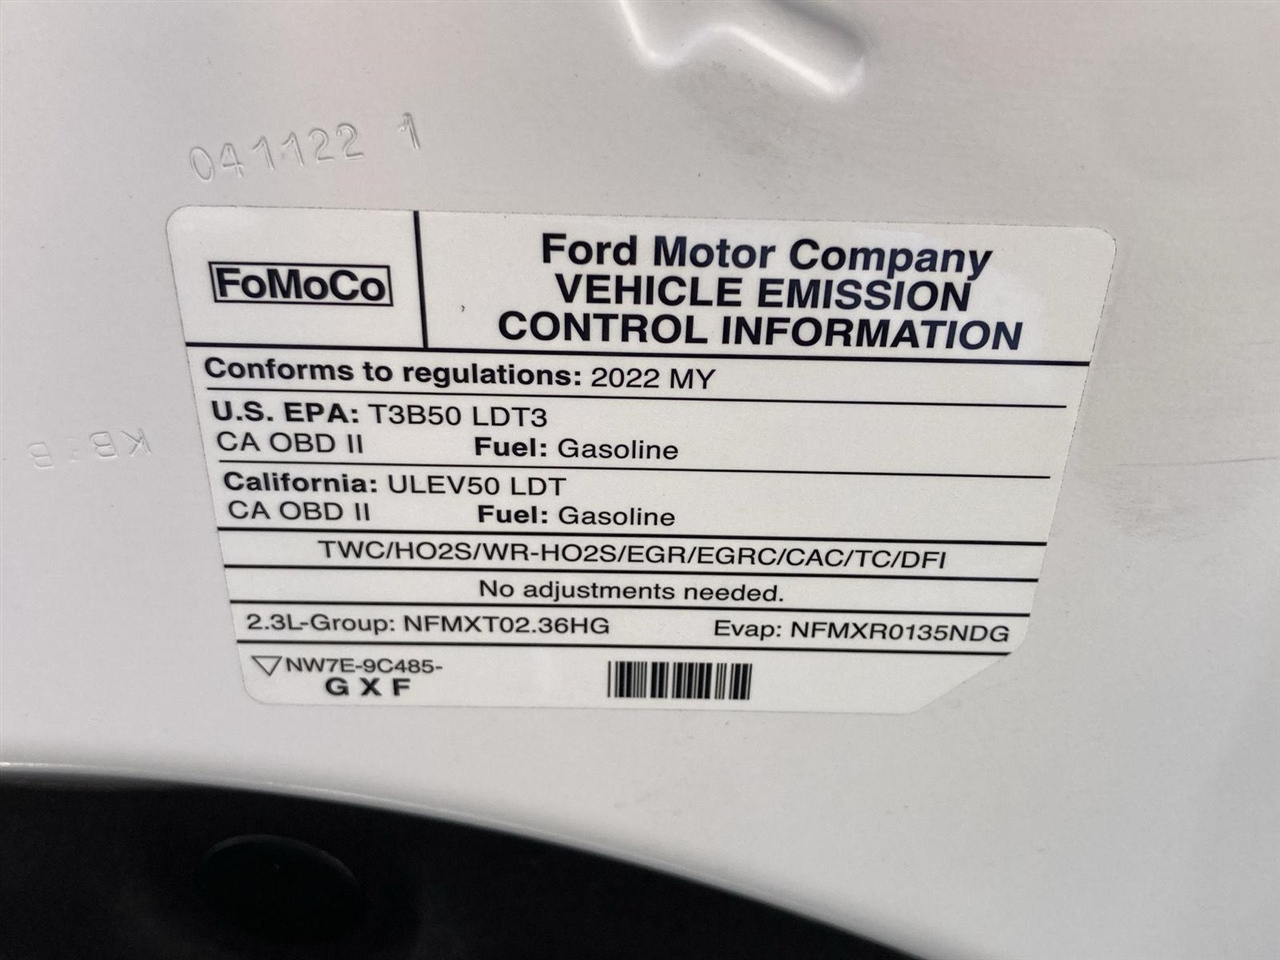 041122 1
FoMoCo
Ford Motor Company
VEHICLE EMISSION
CONTROL INFORMATION
Conforms to regulations: 2022 MY
U.S. EPA: T3B50 LDT3
CA OBD II Fuel: Gasoline
California: ULEV50 LDT
CA OBD II Fuel: Gasoline
TWC/HO2S/WR-HO2S/EGR/EGRC/CAC/TC/DFI
No adjustments needed.
2.3L-Group: NFMXT02.36HG Evap: NFMXR0135NDG
NW7E-9C485-
G X F